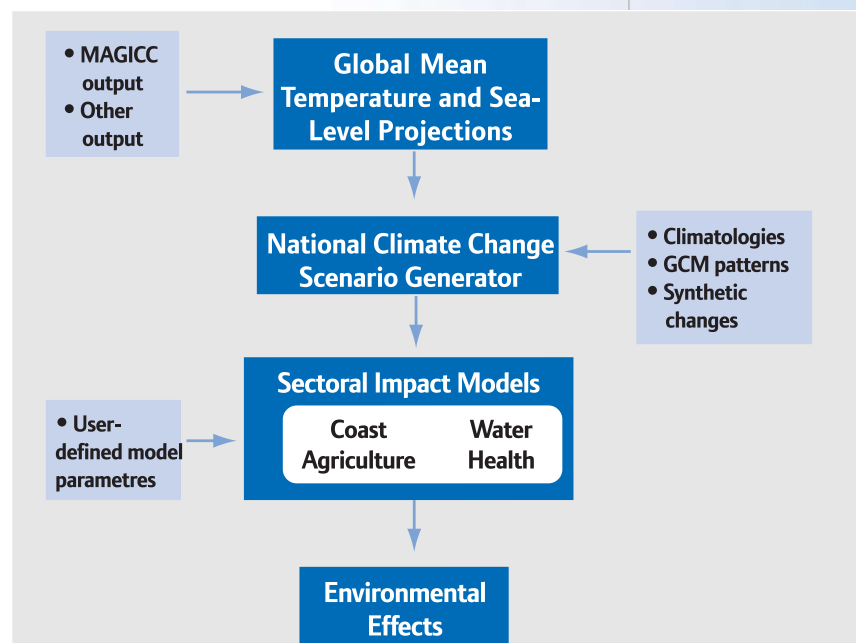 • MAGICC
output
• Other
output
Global Mean
Temperature and Sea-
Level Projections
National Climate Change
Scenario Generator
• Climatologies
• GCM patterns
• Synthetic
changes
Sectoral Impact Models
Coast Water
Agriculture Health
• User-
defined model
parametres
Environmental
Effects